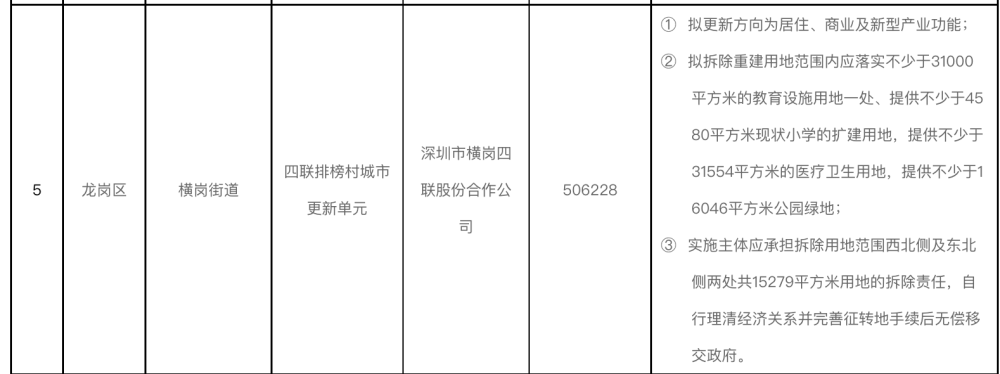 5
龙岗区
横岗街道
四联排榜村城市
更新单元
深圳市横岗四
联股份合作公
司
506228
① 拟更新方向为居住、商业及新型产业功能；
② 拟拆除重建用地范围内应落实不少于31000
平方米的教育设施用地一处、提供不少于45
80平方米现状小学的扩建用地，提供不少于
31554平方米的医疗卫生用地，提供不少于1
6046平方米公园绿地；
③ 实施主体应承担拆除用地范围西北侧及东北
侧两处共15279平方米用地的拆除责任，自
行理清经济关系并完善征转地手续后无偿移
交政府。